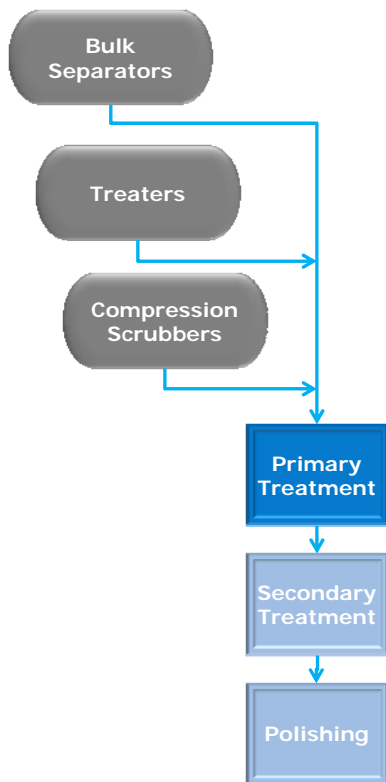 Bulk
Separators
Treaters
Compression
Scrubbers
Primary
Treatment
Secondary
Treatment
Polishing